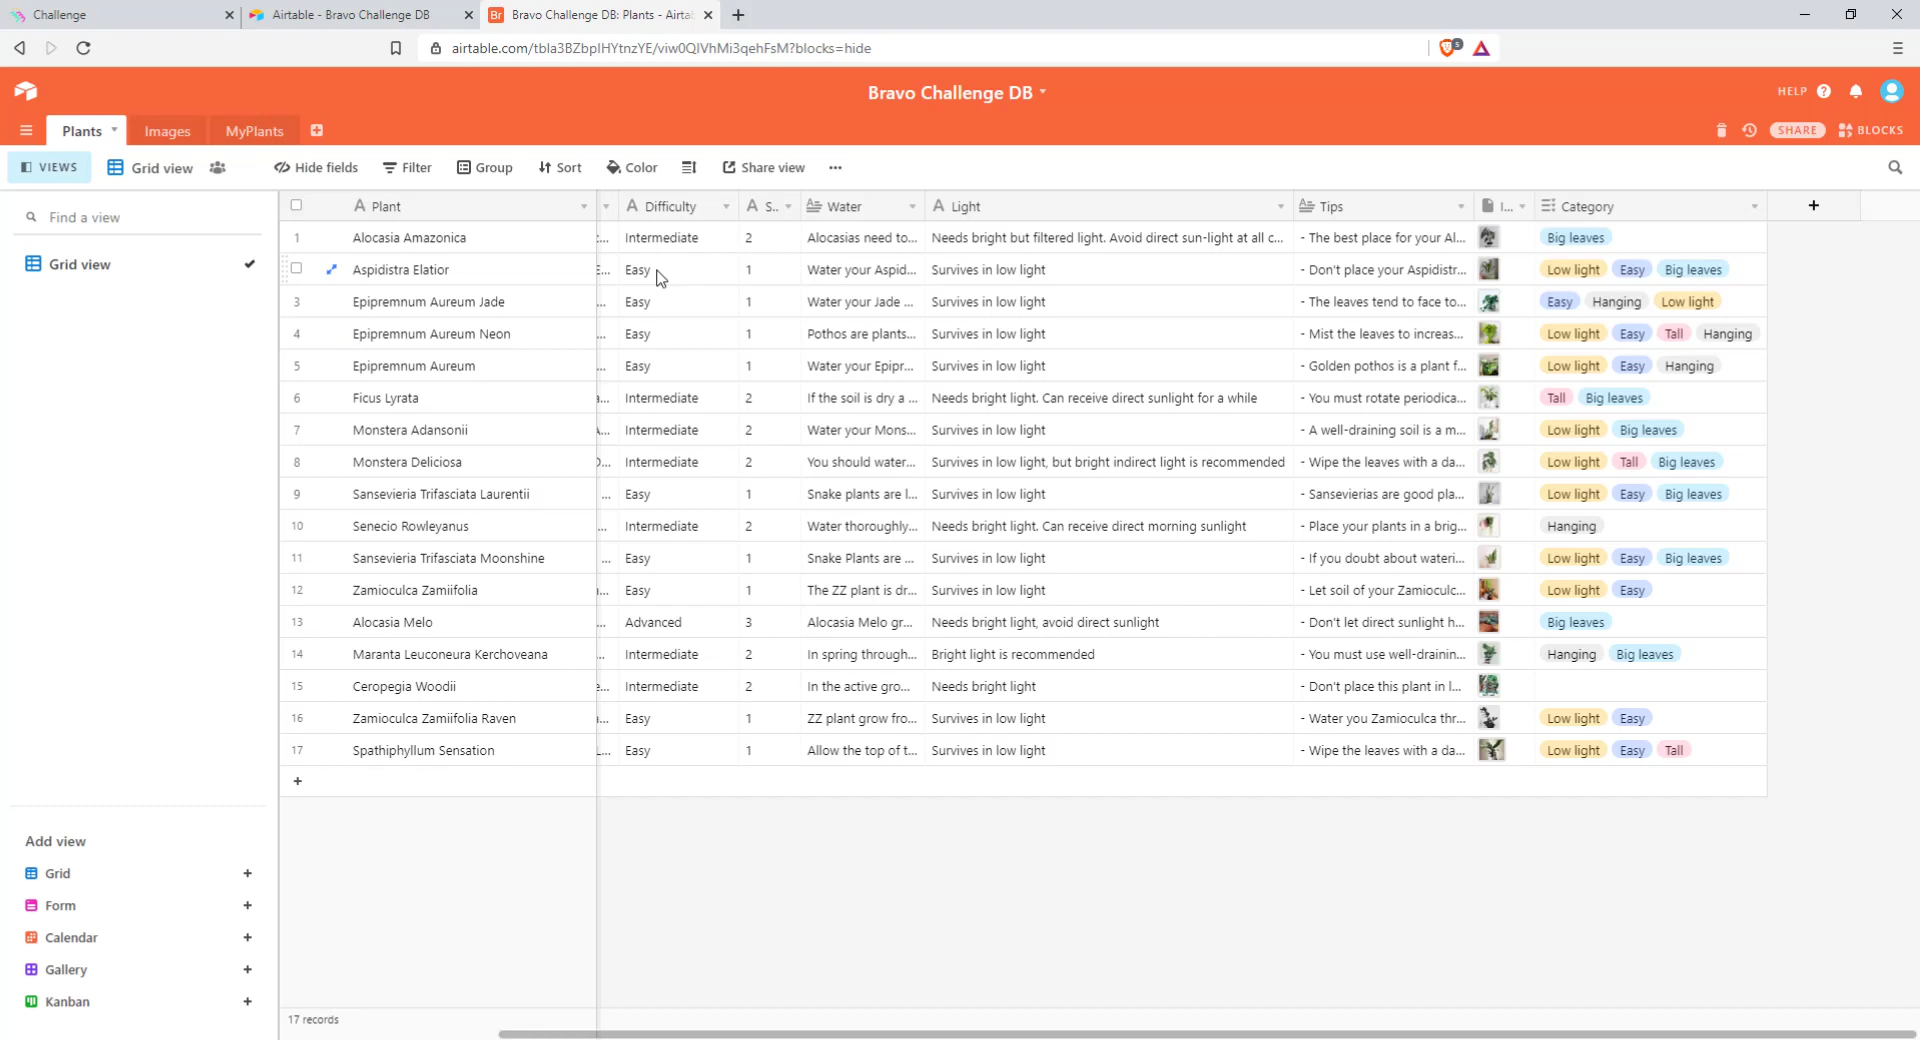 Challenge
Airtable - Bravo Challenge DB
Br Bravo Challenge DB: Plants - Airta
airtable.com/tbla3BZbpIHYtnzYE/viw0QIVhMi3qehFsM?blocks=hide
5
Bravo Challenge DB
HELP
Plants Images MyPlants
SHARE BLOCKS
VIEWS Grid view Hide fields Filter Group Sort Color Share view
Find a view
Grid view
Plant Difficulty S.. Water Light Tips I... Category
1 Alocasia Amazonica :... Intermediate 2 Alocasias need to... Needs bright but filtered light. Avoid direct sun-light at all c... - The best place for your Al... Big leaves
Aspidistra Elatior E... Easy 1 Water your Aspid... Survives in low light - Don't place your Aspidistr... Low light Easy Big leaves
3 Epipremnum Aureum Jade ... Easy 1 Water your Jade ... Survives in low light - The leaves tend to face to... Easy Hanging Low light
4 Epipremnum Aureum Neon ... Easy 1 Pothos are plants... Survives in low light - Mist the leaves to increas... Low light Easy Tall Hanging
5 Epipremnum Aureum ... Easy 1 Water your Epipr... Survives in low light - Golden pothos is a plant f... Low light Easy Hanging
6 Ficus Lyrata a... Intermediate 2 If the soil is dry a ... Needs bright light. Can receive direct sunlight for a while - You must rotate periodica... Tall Big leaves
7 Monstera Adansonii A... Intermediate 2 Water your Mons... Survives in low light - A well-draining soil is a m... Low light Big leaves
8 Monstera Deliciosa D... Intermediate 2 You should water... Survives in low light, but bright indirect light is recommended - Wipe the leaves with a da... Low light Tall Big leaves
9 Sansevieria Trifasciata Laurentii ... Easy 1 Snake plants are l... Survives in low light - Sansevierias are good pla... Low light Easy Big leaves
10 Senecio Rowleyanus ... Intermediate 2 Water thoroughly... Needs bright light. Can receive direct morning sunlight - Place your plants in a brig... Hanging
11 Sansevieria Trifasciata Moonshine ... Easy 1 Snake Plants are ... Survives in low light - If you doubt about wateri... Low light Easy Big leaves
12 Zamioculca Zamiifolia ... Easy 1 The ZZ plant is dr... Survives in low light - Let soil of your Zamioculc... Low light Easy
13 Alocasia Melo ... Advanced 3 Alocasia Melo gr... Needs bright light, avoid direct sunlight - Don't let direct sunlight h... Big leaves
14 Maranta Leuconeura Kerchoveana ... Intermediate 2 In spring through... Bright light is recommended - You must use well-drainin... Hanging Big leaves
15 Ceropegia Woodii e... Intermediate 2 In the active gro... Needs bright light - Don't place this plant in l...
16 Zamioculca Zamiifolia Raven a... Easy 1 ZZ plant grow fro... Survives in low light - Water you Zamioculca thr... Low light Easy
17 Spathiphyllum Sensation L... Easy 1 Allow the top of t... Survives in low light - Wipe the leaves with a da... Low light Easy Tall
Add view
Grid
Form
Calendar
Gallery
Kanban
17 records